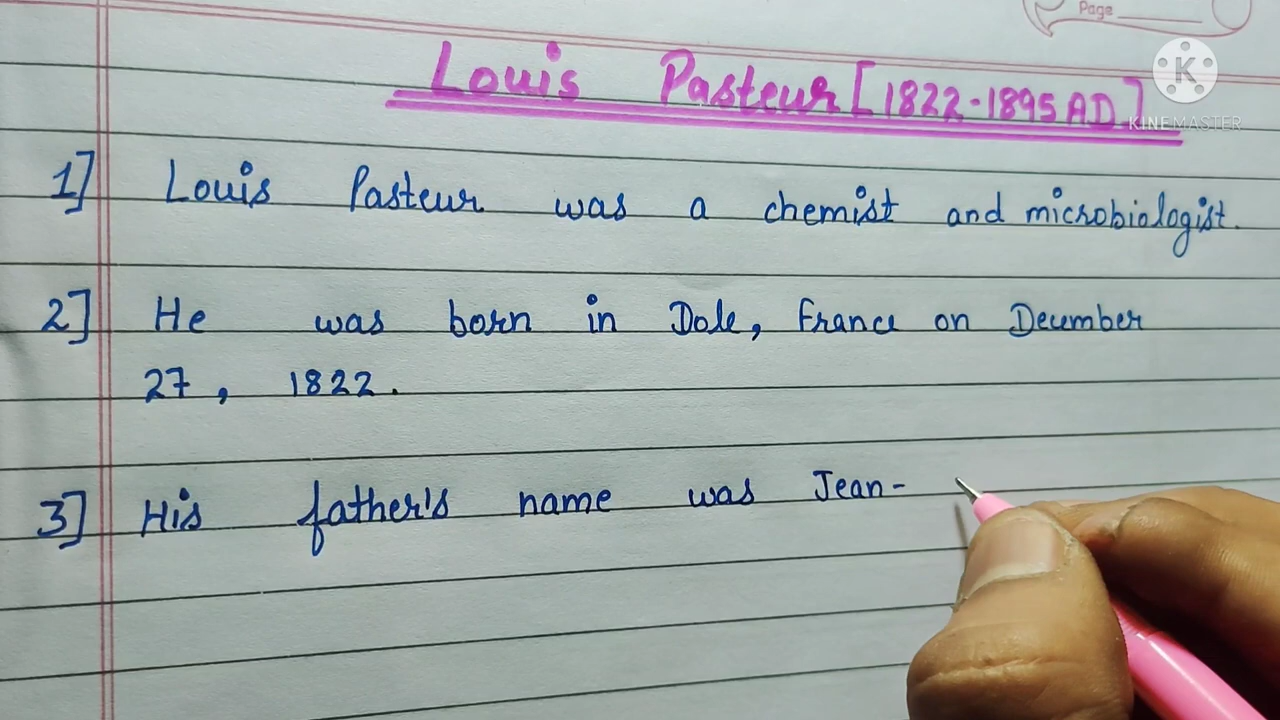 Page
K
KINEMASTER
Louis Pasteur [1822-1895 AD]
1] Louis Pasteur was a chemist and microbiologist.
2] He was born in Dole, France on December
27, 1822.
3] His father's name was Jean-